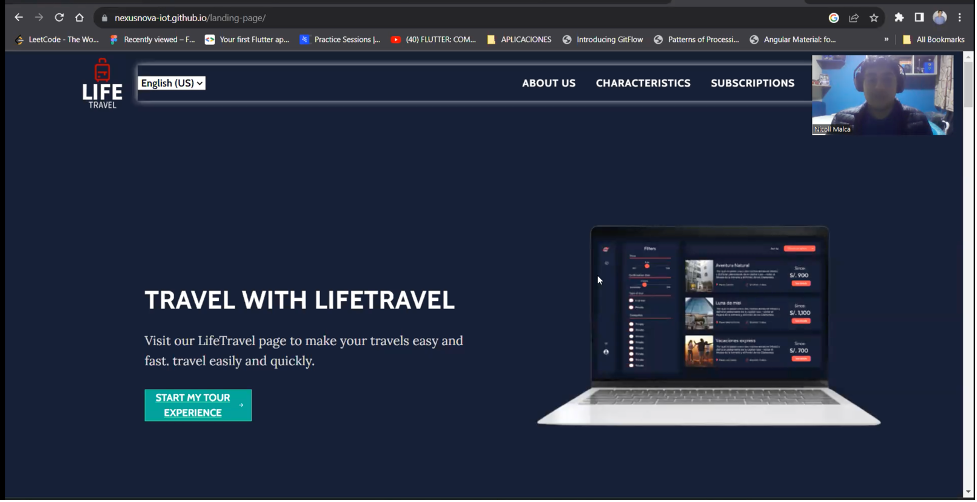 nexusnova-iot.github.io/landing-page/
LeetCode - The Wo...
Recently viewed – F...
Your first Flutter ap...
Practice Sessions |...
(40) FLUTTER: COM...
APLICACIONES
Introducing GitFlow
Patterns of Processi...
Angular Material: fo...
»
All Bookmarks
LIFE
TRAVEL
English (US)
ABOUT US
CHARACTERISTICS
SUBSCRIPTIONS
Nicoll Malca
TRAVEL WITH LIFETRAVEL
Visit our LifeTravel page to make your travels easy and
fast. travel easily and quickly.
START MY TOUR
EXPERIENCE
Filters
Aventura Natural
S/. 900
Luna de miel
S/. 1,100
Vacaciones express
S/. 700